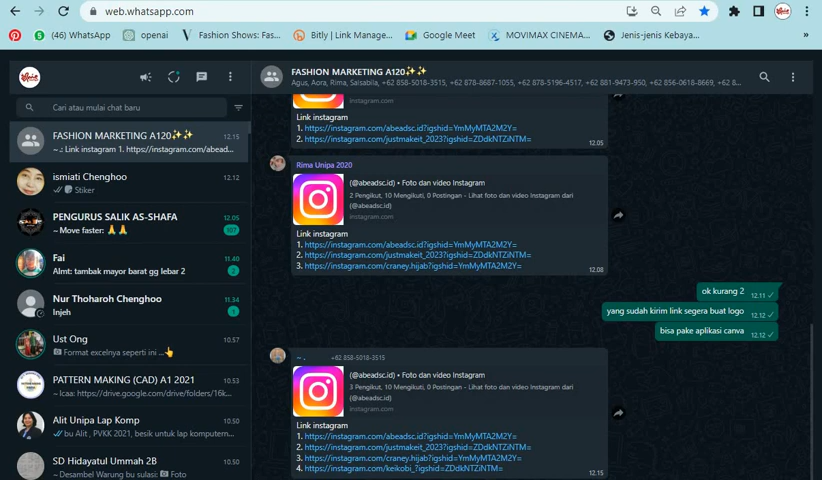 web.whatsapp.com
(46) WhatsApp
openai
Fashion Shows: Fas...
Bitly | Link Manage...
Google Meet
MOVIMAX CINEMA...
Jenis-jenis Kebaya...
»
Cari atau mulai chat baru
FASHION MARKETING A120✨✨ 12.15
~ .: Link instagram 1. https://instagram.com/abead...
ismiati Chenghoo 12.12
Stiker
PENGURUS SALIK AS-SHAFA 12.05
~ Move faster: 🙏🙏 107
Fai 11.40
Almt: tambak mayor barat gg lebar 2 2
Nur Thoharoh Chenghoo 11.34
Injeh 1
Ust Ong 10.57
Format excelnya seperti ini ...👆
PATTERN MAKING (CAD) A1 2021 10.53
~ Icaa: https://drive.google.com/drive/folders/16k...
Alit Unipa Lap Komp 10.50
bu Alit , PVKK 2021, besik untuk lap komputern...
SD Hidayatul Ummah 2B 10.50
~ Desambel Warung bu sulasi: Foto
FASHION MARKETING A120✨✨
Agus, Aora, Rima, Salsabila, +62 858-5018-3515, +62 878-8687-1055, +62 878-5196-4517, +62 881-9473-950, +62 856-0618-8669, +62 8...
instagram.com
Link instagram
1. https://instagram.com/abeadsc.id?igshid=YmMyMTA2M2Y=
2. https://instagram.com/justmakeit_2023?igshid=ZDdkNTZiNTM=
12.05
Rima Unipa 2020
(@abeadsc.id) • Foto dan video Instagram
2 Pengikut, 10 Mengikuti, 0 Postingan - Lihat foto dan video Instagram dari
(@abeadsc.id)
instagram.com
Link instagram
1. https://instagram.com/abeadsc.id?igshid=YmMyMTA2M2Y=
2. https://instagram.com/justmakeit_2023?igshid=ZDdkNTZiNTM=
3. https://instagram.com/craney.hijab?igshid=YmMyMTA2M2Y=
12.08
ok kurang 2 12.11
yang sudah kirim link segera buat logo 12.12
bisa pake aplikasi canva 12.12
~ . +62 858-5018-3515
(@abeadsc.id) • Foto dan video Instagram
3 Pengikut, 10 Mengikuti, 0 Postingan - Lihat foto dan video Instagram dari
(@abeadsc.id)
instagram.com
Link instagram
1. https://instagram.com/abeadsc.id?igshid=YmMyMTA2M2Y=
2. https://instagram.com/justmakeit_2023?igshid=ZDdkNTZiNTM=
3. https://instagram.com/craney.hijab?igshid=YmMyMTA2M2Y=
4. https://instagram.com/keikobi_?igshid=ZDdkNTZiNTM=
12.15